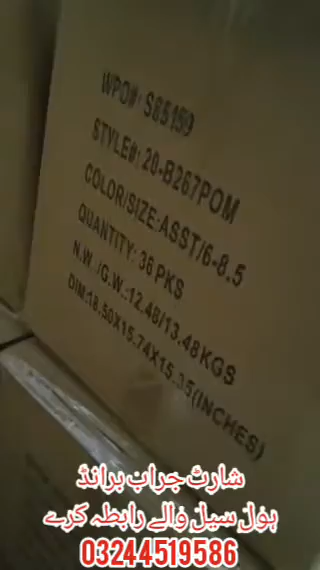 WPO#: S85199
STYLE#: 20-B267POM
COLOR/SIZE:ASST/6-8.5
QUANTITY: 36 PKS
N.W. /G.W.:12.48/13.48KGS
DIM:18.50X15.74X15.35(INCHES)
شارٹ جراب برانڈ
ہول سیل والے رابطہ کرے
03244519586